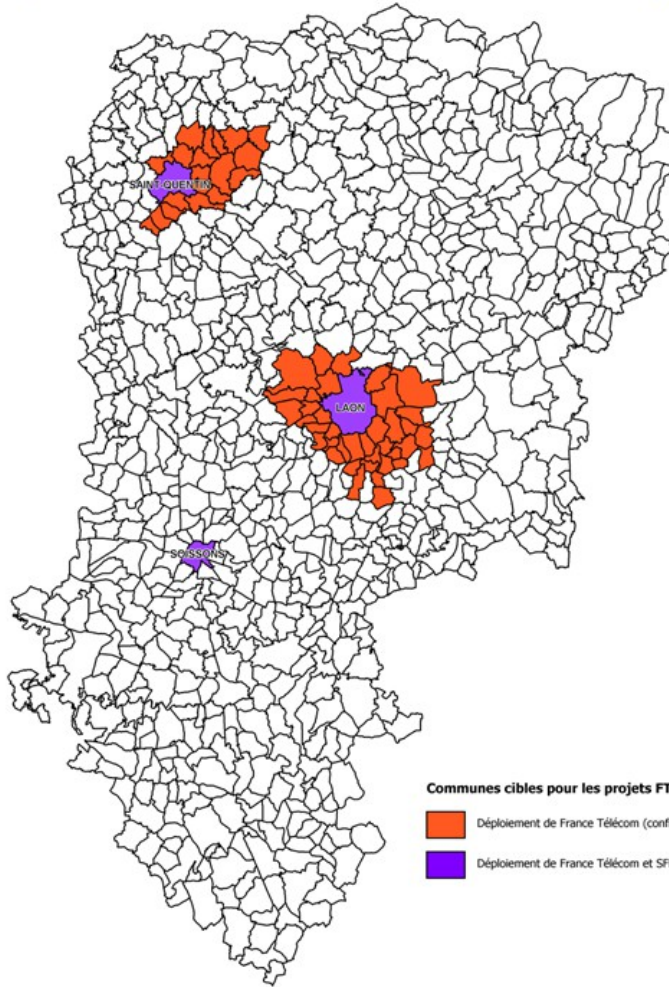 SAINT-QUENTIN
LAON
SOISSONS
Communes cibles pour les projets FT
Déploiement de France Télécom (conf
Déploiement de France Télécom et SF